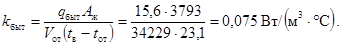 k_быт = q_быт A_ж / V_от (t_в − t_от) = 15,6 · 3793 / 34229 · 23,1 = 0,075 Вт/(м³ · °С).